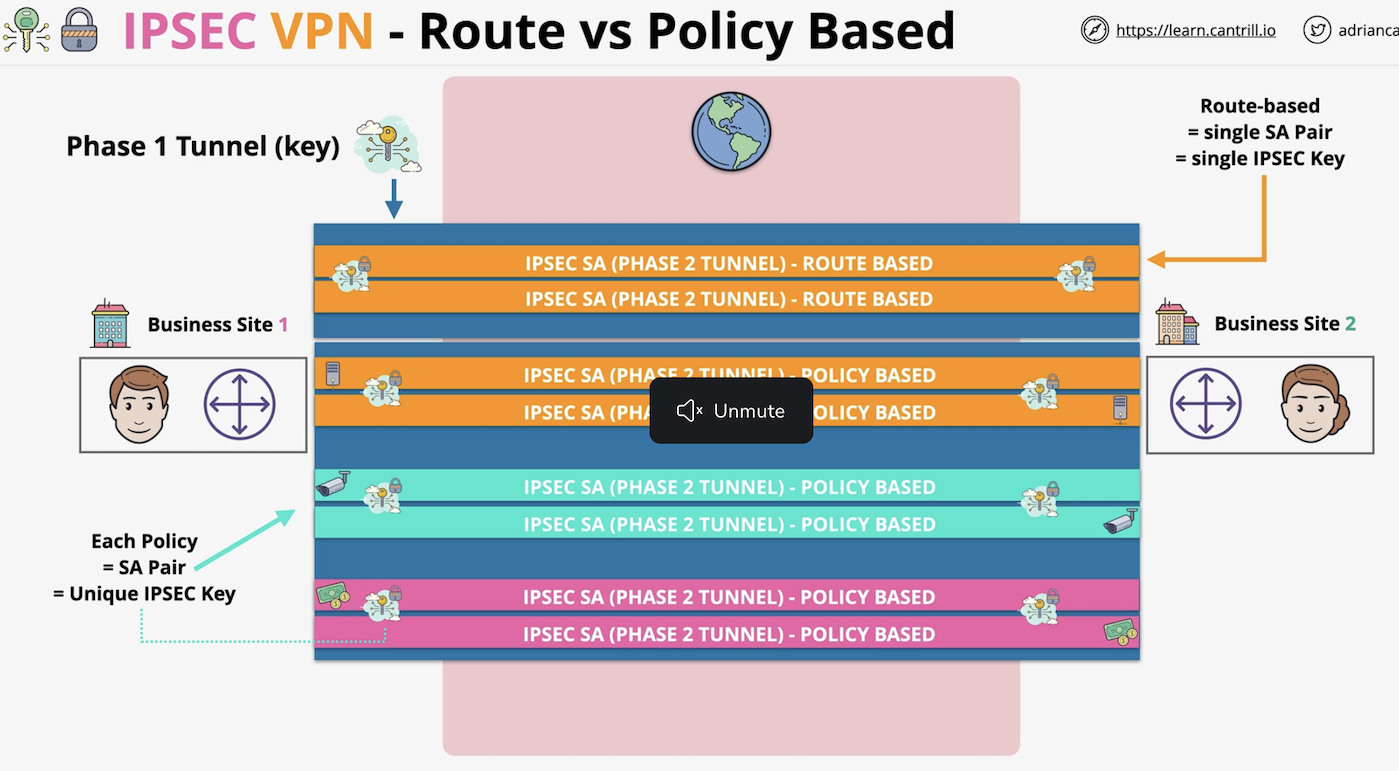 IPSEC VPN - Route vs Policy Based
https://learn.cantrill.io
Phase 1 Tunnel (key)
Route-based
= single SA Pair
= single IPSEC Key
IPSEC SA (PHASE 2 TUNNEL) - ROUTE BASED
IPSEC SA (PHASE 2 TUNNEL) - ROUTE BASED
Business Site 1
Business Site 2
IPSEC SA (PHASE 2 TUNNEL) - POLICY BASED
IPSEC SA POLICY BASED
Unmute
IPSEC SA (PHASE 2 TUNNEL) - POLICY BASED
IPSEC SA (PHASE 2 TUNNEL) - POLICY BASED
Each Policy
= SA Pair
= Unique IPSEC Key
IPSEC SA (PHASE 2 TUNNEL) - POLICY BASED
IPSEC SA (PHASE 2 TUNNEL) - POLICY BASED